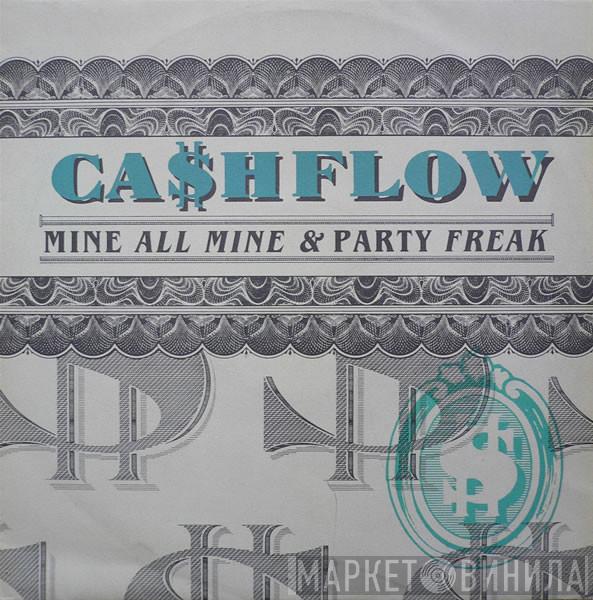 CA$HFLOW
MINE ALL MINE & PARTY FREAK
$
МАРКЕТ ВИНИЛА